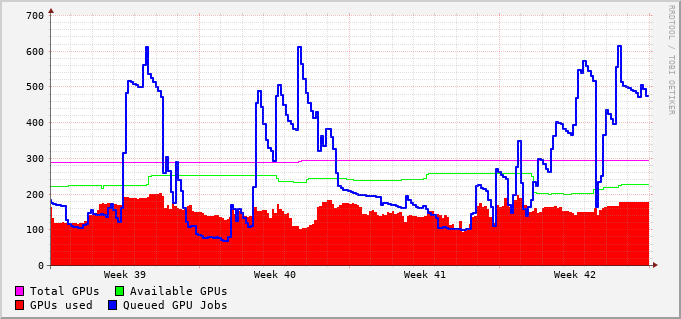 700
600
500
400
300
200
100
0
Week 39 Week 40 Week 41 Week 42
Total GPUs Available GPUs
GPUs used Queued GPU Jobs
RRDTOOL / TOBI OETIKER